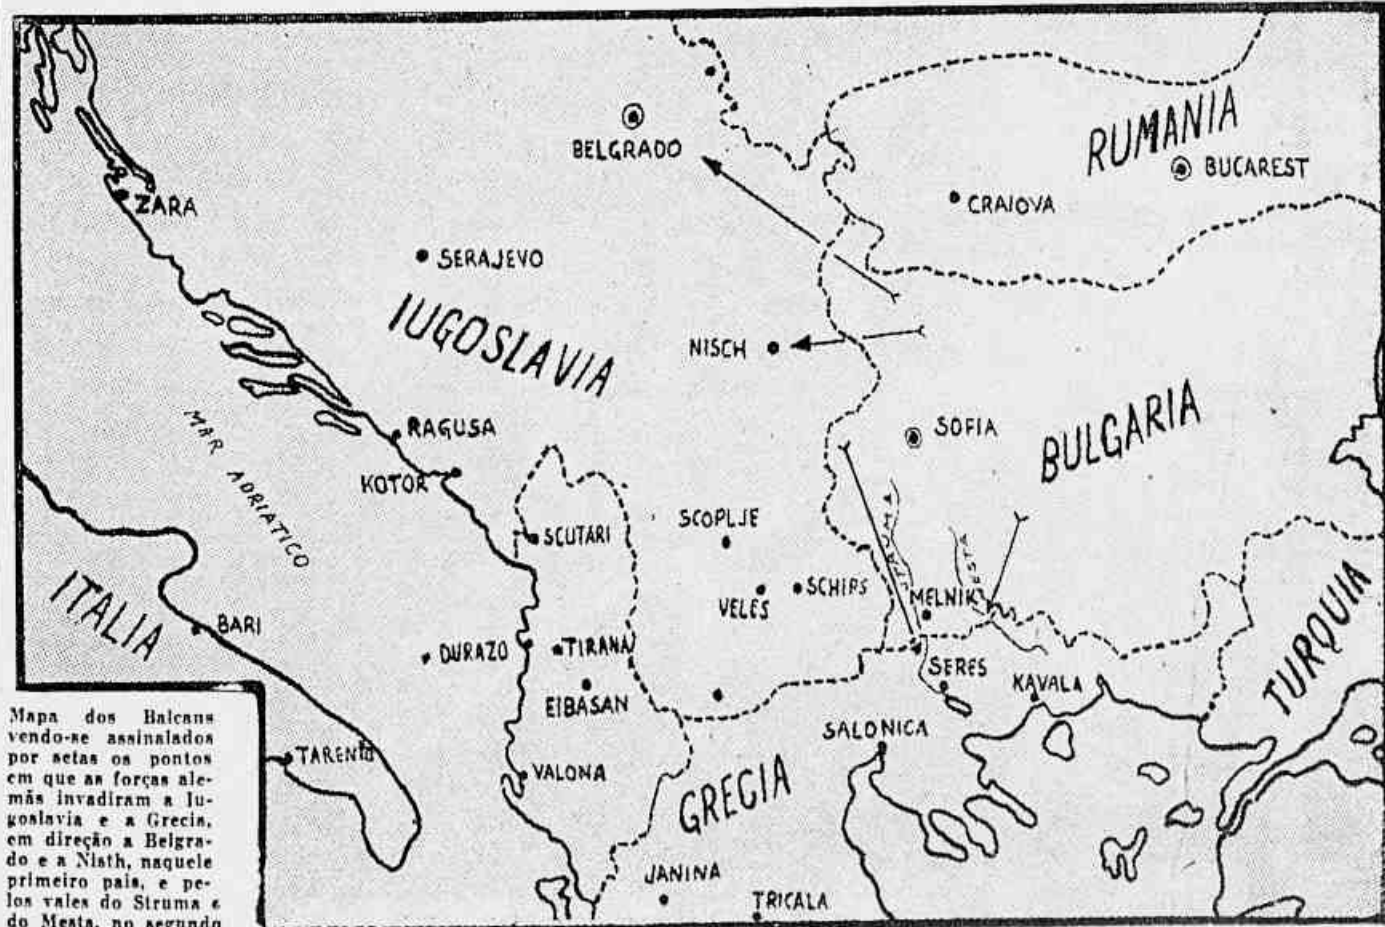 RUMANIA
BELGRADO
BUCAREST
ZARA
CRAIOVA
SERAJEVO
IUGOSLAVIA
NISCH
MAR ADRIATICO
RAGUSA
SOFIA
BULGARIA
KOTOR
SCOPLJE
SCUTARI
STRUMA
MESTA
VELES
SCHIPS
MELNIK
ITALIA
BARI
DURAZO
TIRANA
SERES
KAVALA
TURQUIA
EIBASAN
SALONICA
TARENTO
VALONA
GRECIA
JANINA
TRICALA
Mapa dos Balcans
vendo-se assinalados
por setas os pontos
em que as forças ale-
mãs invadiram a Iu-
goslavia e a Grecia,
em direção a Belgra-
do e a Nisth, naquele
primeiro pais, e pe-
los vales do Struma e
do Mesta, no segundo